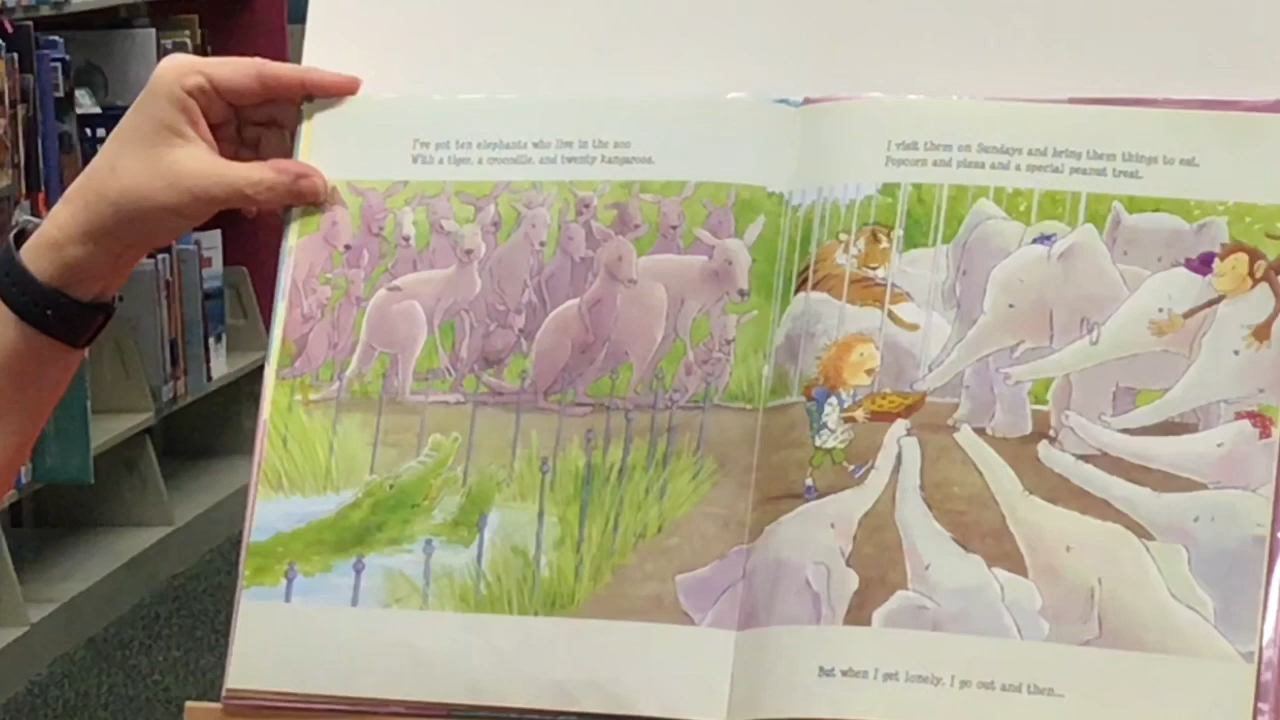 I've got ten elephants who live in the zoo
With a tiger, a crocodile, and twenty kangaroos.
I visit them on Sundays and bring them things to eat.
Popcorn and pizza and a special peanut treat.
But when I get lonely, I go out and then...